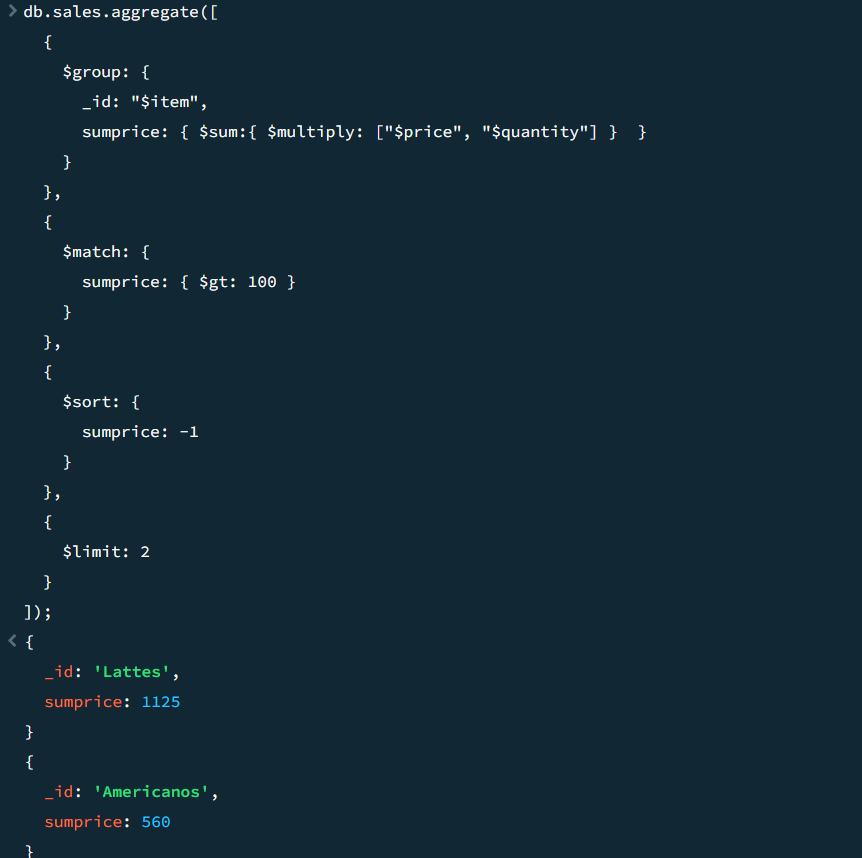 > db.sales.aggregate([
{
$group: {
_id: "$item",
sumprice: { $sum:{ $multiply: ["$price", "$quantity"] }  }
}
},
{
$match: {
sumprice: { $gt: 100 }
}
},
{
$sort: {
sumprice: -1
}
},
{
$limit: 2
}
]);
< {
_id: 'Lattes',
sumprice: 1125
}
{
_id: 'Americanos',
sumprice: 560
}